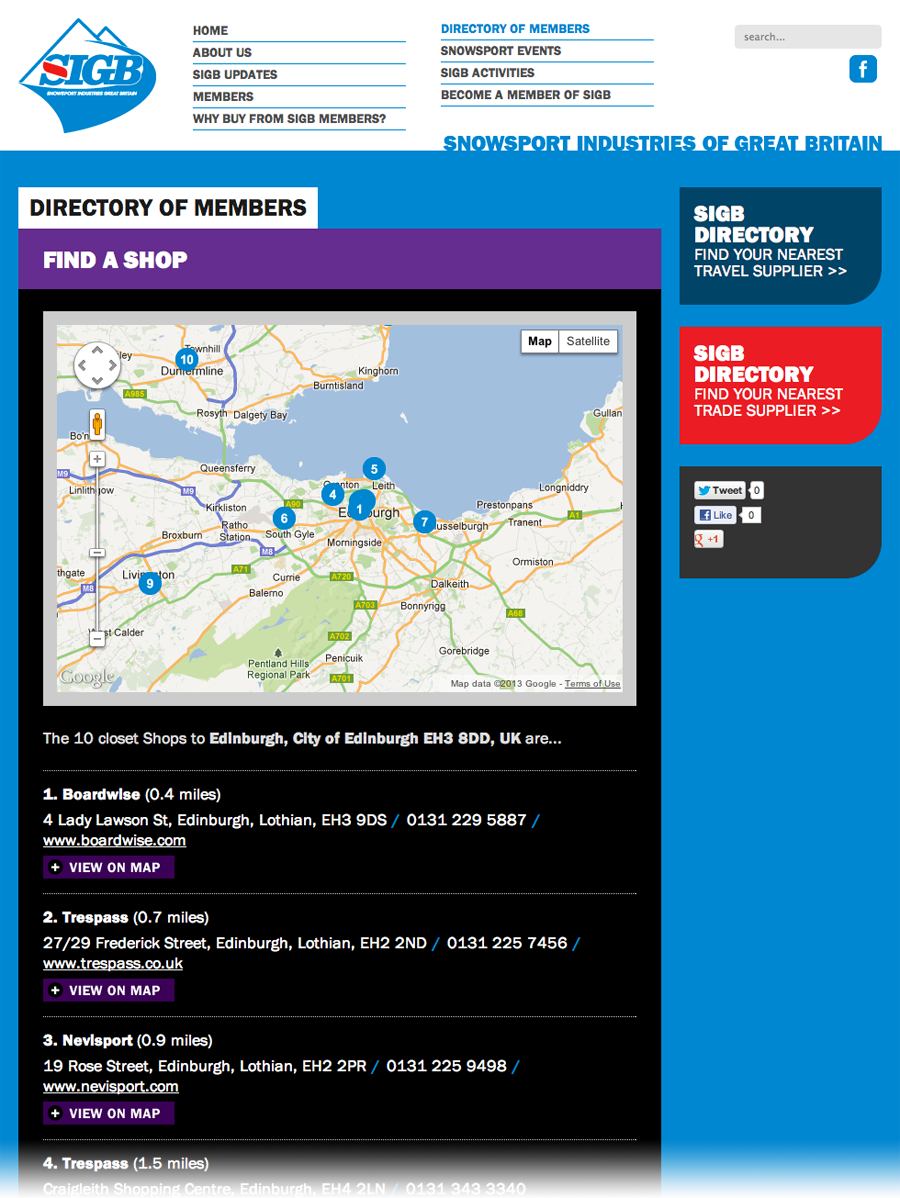 SIGB
SNOWSPORT INDUSTRIES GREAT BRITAIN
HOME
ABOUT US
SIGB UPDATES
MEMBERS
WHY BUY FROM SIGB MEMBERS?
DIRECTORY OF MEMBERS
SNOWSPORT EVENTS
SIGB ACTIVITIES
BECOME A MEMBER OF SIGB
search...
f
SNOWSPORT INDUSTRIES OF GREAT BRITAIN
DIRECTORY OF MEMBERS
FIND A SHOP
SIGB
DIRECTORY
FIND YOUR NEAREST
TRAVEL SUPPLIER >>
SIGB
DIRECTORY
FIND YOUR NEAREST
TRADE SUPPLIER >>
Tweet 0
Like 0
g +1
Map Satellite
Townhill
10
Dunfermline
Kinghorn
A985
Burntisland
Rosyth
Dalgety Bay
Gullan
Bo'n
Queensferry
5
M9
Linlithgow
M9
Granton
Leith
4
Longniddry
Kirkliston
A90
1
Edinburgh
Prestonpans
A1
6
7
Musselburgh
Tranent
Ratho
Station
South Gyle
Broxburn
Morningside
M8
Ormiston
thgate
A71
Livingston
9
Currie
A720
Dalkeith
M8
Balerno
A703
Bonnyrigg
A68
West Calder
A702
Gorebridge
Penicuik
Pentland Hills
Regional Park
A701
Google
Map data ©2013 Google - Terms of Use
The 10 closet Shops to Edinburgh, City of Edinburgh EH3 8DD, UK are...
1. Boardwise (0.4 miles)
4 Lady Lawson St, Edinburgh, Lothian, EH3 9DS / 0131 229 5887 /
www.boardwise.com
+ VIEW ON MAP
2. Trespass (0.7 miles)
27/29 Frederick Street, Edinburgh, Lothian, EH2 2ND / 0131 225 7456 /
www.trespass.co.uk
+ VIEW ON MAP
3. Nevisport (0.9 miles)
19 Rose Street, Edinburgh, Lothian, EH2 2PR / 0131 225 9498 /
www.nevisport.com
+ VIEW ON MAP
4. Trespass (1.5 miles)
Craigleith Shopping Centre, Edinburgh, EH4 2LN / 0131 343 3340